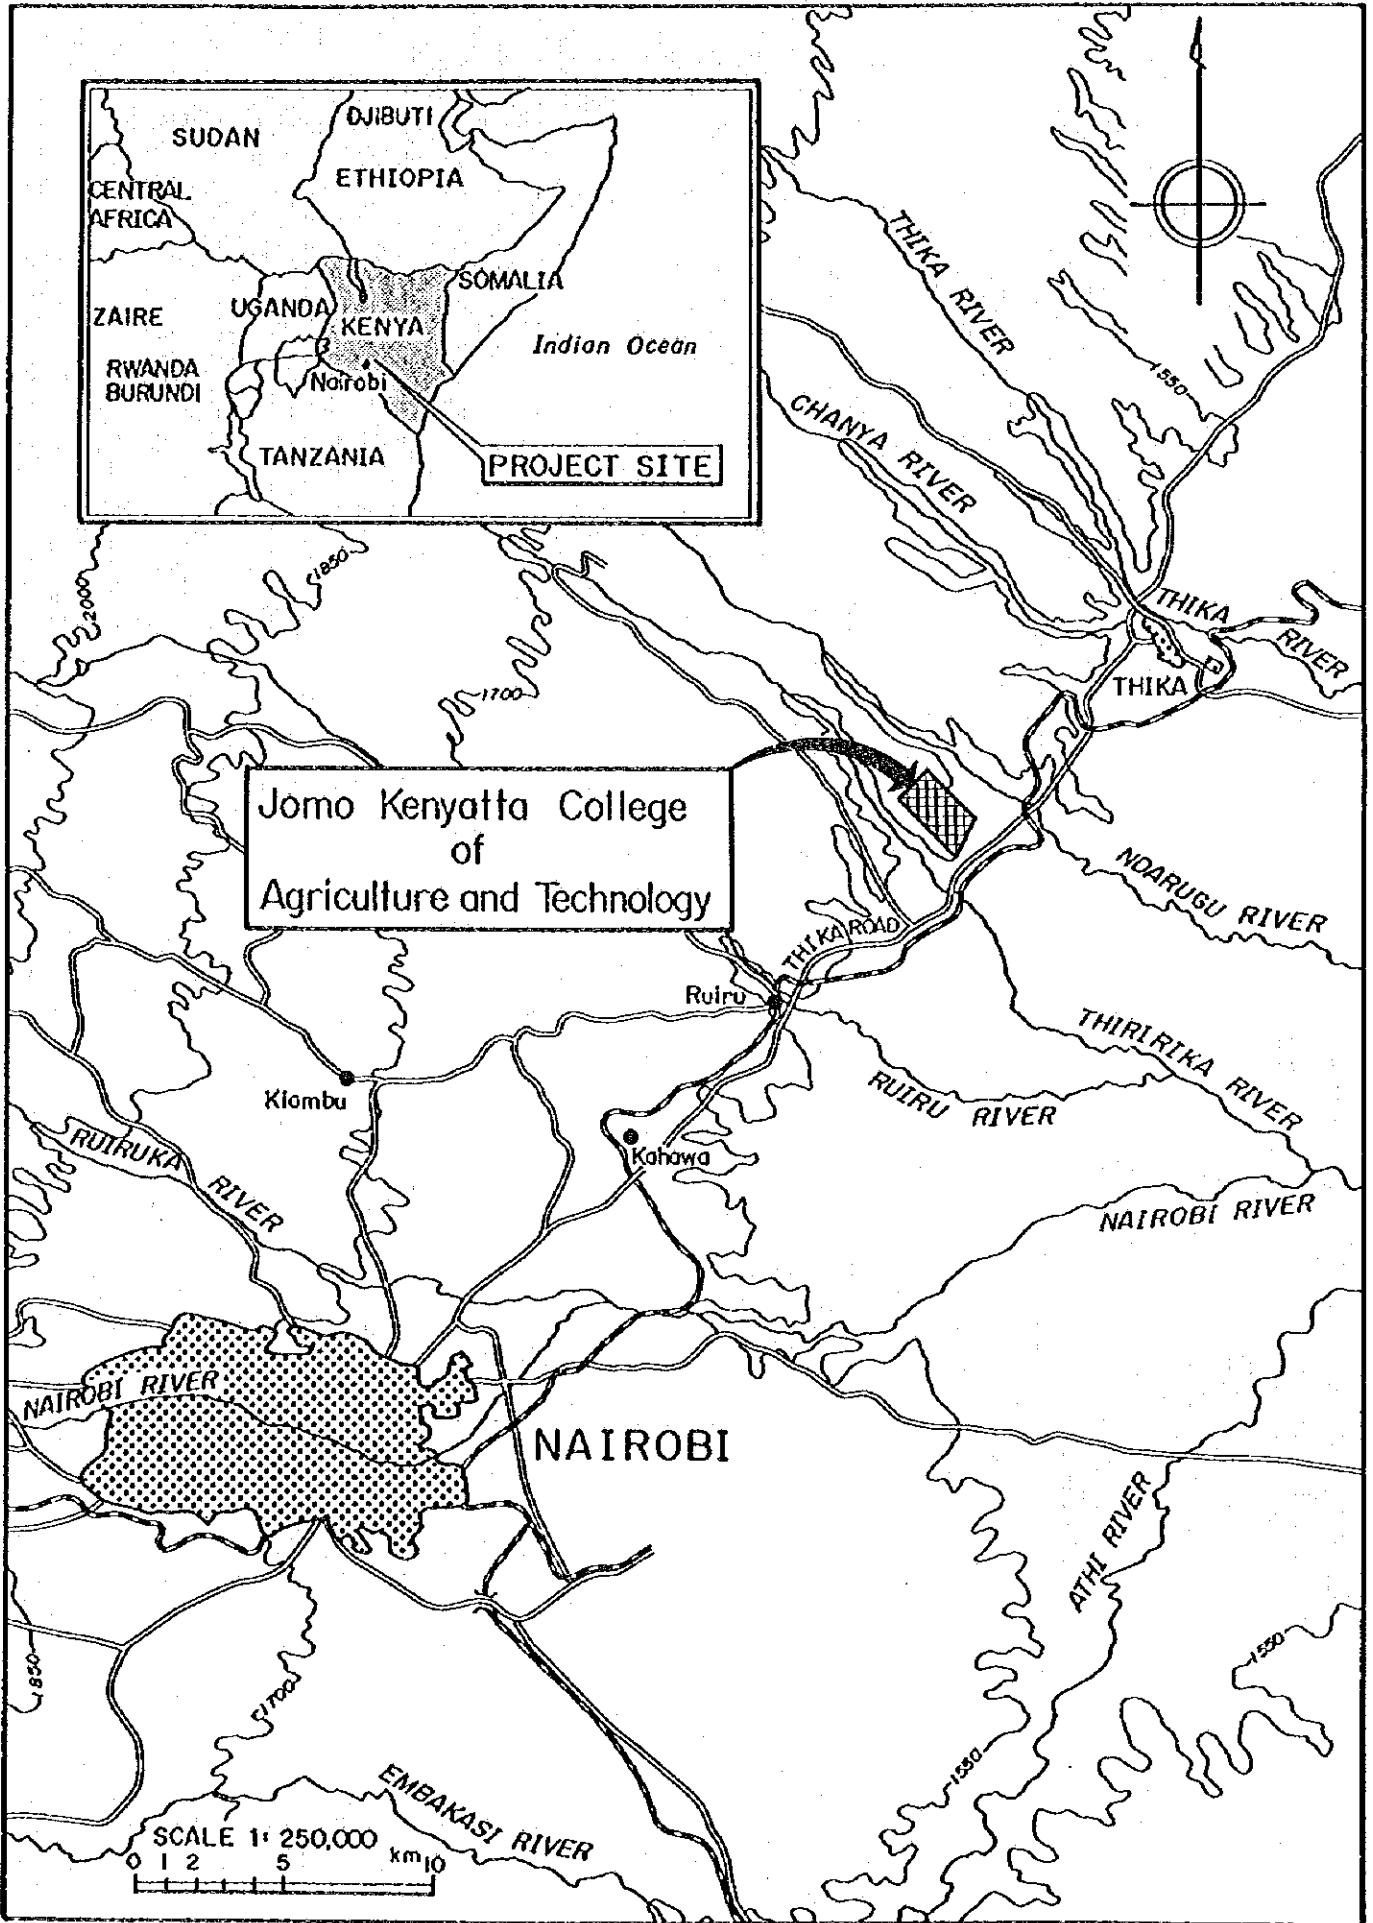 SUDAN
DJIBUTI
ETHIOPIA
CENTRAL
AFRICA
SOMALIA
UGANDA
ZAIRE
KENYA
Indian Ocean
RWANDA
BURUNDI
Nairobi
TANZANIA
PROJECT SITE
THIKA RIVER
1550
CHANYA RIVER
1850
2000
THIKA
RIVER
THIKA
1700
Jomo Kenyatta College
of
Agriculture and Technology
NDARUGU RIVER
THIKA ROAD
Ruiru
THIRIRIKA RIVER
Kiambu
RUIRU RIVER
Kahawa
RUIRUKA
RIVER
NAIROBI RIVER
NAIROBI RIVER
NAIROBI
ATHI RIVER
1550
1850
1700
1550
EMBAKASI RIVER
SCALE 1: 250,000
0 1 2 5 km 10